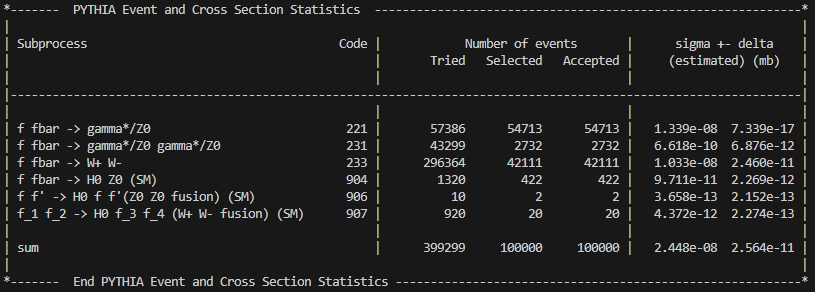 *-------  PYTHIA Event and Cross Section Statistics  -------------------------------------------------------------*
|                                                                                                                 |
| Subprocess                                    Code |            Number of events       |      sigma +- delta    |
|                                                    |       Tried   Selected   Accepted |     (estimated) (mb)   |
|                                                    |                                   |                        |
|-----------------------------------------------------------------------------------------------------------------|
|                                                    |                                   |                        |
| f fbar -> gamma*/Z0                            221 |       57386      54713      54713 |   1.339e-08  7.339e-17 |
| f fbar -> gamma*/Z0 gamma*/Z0                  231 |       43299       2732       2732 |   6.618e-10  6.876e-12 |
| f fbar -> W+ W-                                233 |      296364      42111      42111 |   1.033e-08  2.460e-11 |
| f fbar -> H0 Z0 (SM)                           904 |        1320        422        422 |   9.711e-11  2.269e-12 |
| f f' -> H0 f f'(Z0 Z0 fusion) (SM)             906 |          10          2          2 |   3.658e-13  2.152e-13 |
| f_1 f_2 -> H0 f_3 f_4 (W+ W- fusion) (SM)      907 |         920         20         20 |   4.372e-12  2.274e-13 |
|                                                    |                                   |                        |
| sum                                                |      399299     100000     100000 |   2.448e-08  2.564e-11 |
|                                                                                                                 |
*-------  End PYTHIA Event and Cross Section Statistics ----------------------------------------------------------*